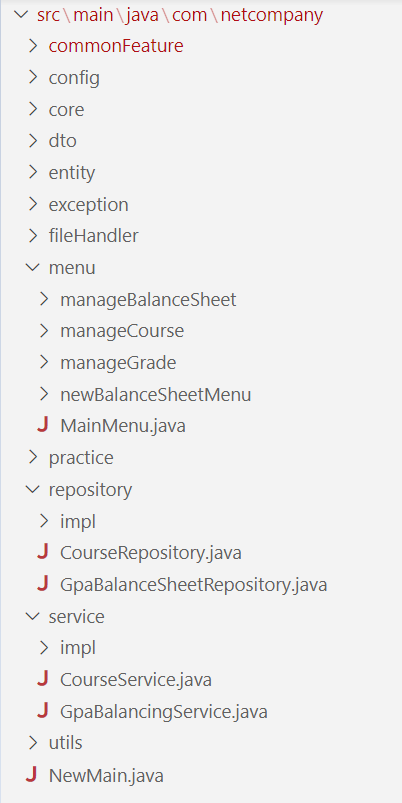 src\main\java\com\netcompany
commonFeature
config
core
dto
entity
exception
fileHandler
menu
manageBalanceSheet
manageCourse
manageGrade
newBalanceSheetMenu
J MainMenu.java
practice
repository
impl
J CourseRepository.java
J GpaBalanceSheetRepository.java
service
impl
J CourseService.java
J GpaBalancingService.java
utils
J NewMain.java